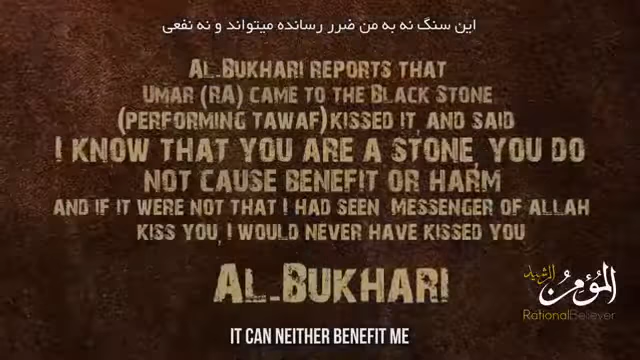 این سنگ نه به من ضرر رسانده میتواند و نه نفعی
AL-BUKHARI REPORTS THAT
UMAR (RA) CAME TO THE BLACK STONE
(PERFORMING TAWAF)KISSED IT, AND SAID
I KNOW THAT YOU ARE A STONE, YOU DO
NOT CAUSE BENEFIT OR HARM
AND IF IT WERE NOT THAT I HAD SEEN MESSENGER OF ALLAH
KISS YOU, I WOULD NEVER HAVE KISSED YOU
AL-BUKHARI
المؤمن الرشيد
RationalBeliever
IT CAN NEITHER BENEFIT ME